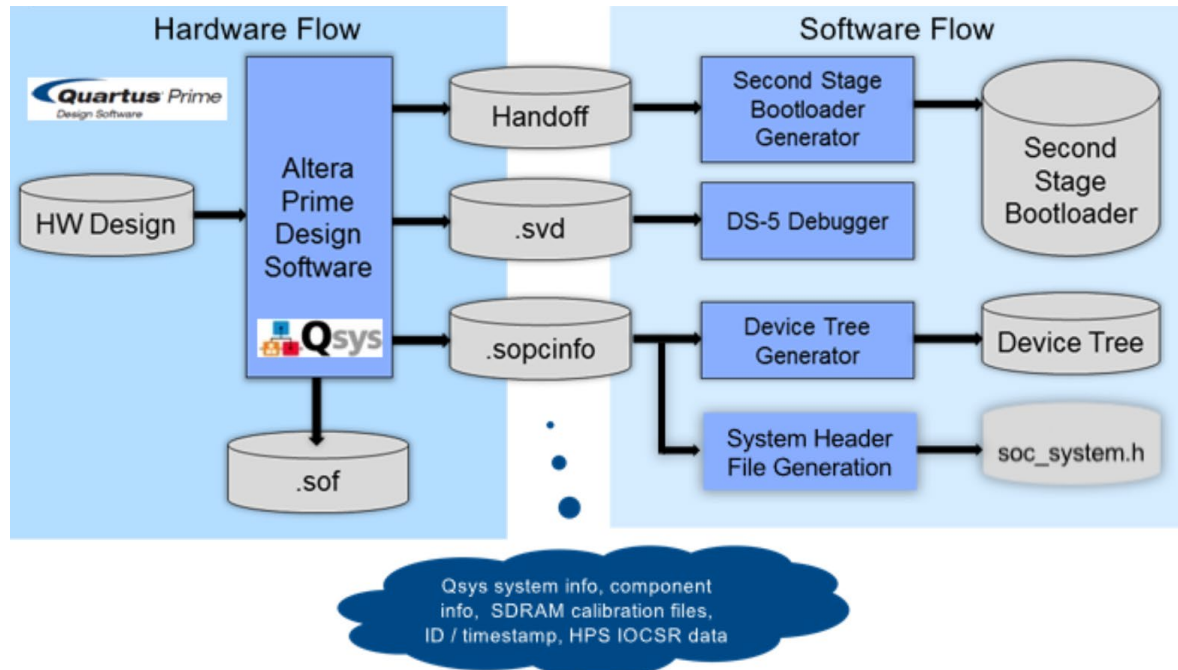 Hardware Flow
Software Flow
Quartus Prime
Design Software
HW Design
Altera
Prime
Design
Software
Qsys
.sof
Handoff
.svd
.sopcinfo
Second Stage
Bootloader
Generator
DS-5 Debugger
Device Tree
Generator
System Header
File Generation
Second
Stage
Bootloader
Device Tree
soc_system.h
Qsys system info, component
info, SDRAM calibration files,
ID / timestamp, HPS IOCSR data